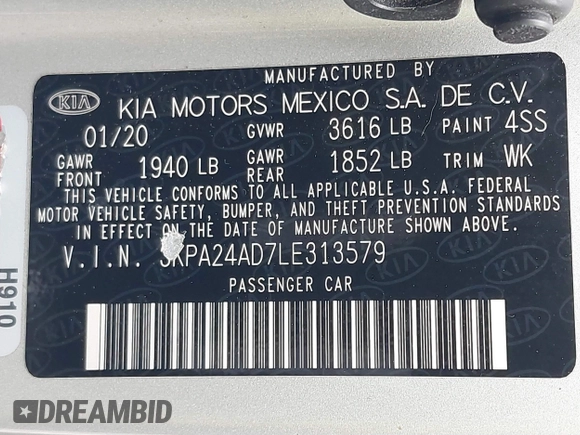 MANUFACTURED BY
KIA KIA MOTORS MEXICO S.A. DE C.V.
01/20 GVWR 3616 LB PAINT 4SS
GAWR FRONT 1940 LB GAWR REAR 1852 LB TRIM WK
THIS VEHICLE CONFORMS TO ALL APPLICABLE U.S.A. FEDERAL
MOTOR VEHICLE SAFETY, BUMPER, AND THEFT PREVENTION STANDARDS
IN EFFECT ON THE DATE OF MANUFACTURE SHOWN ABOVE.
V.I.N. 3KPA24AD7LE313579
PASSENGER CAR
H910
DREAMBID